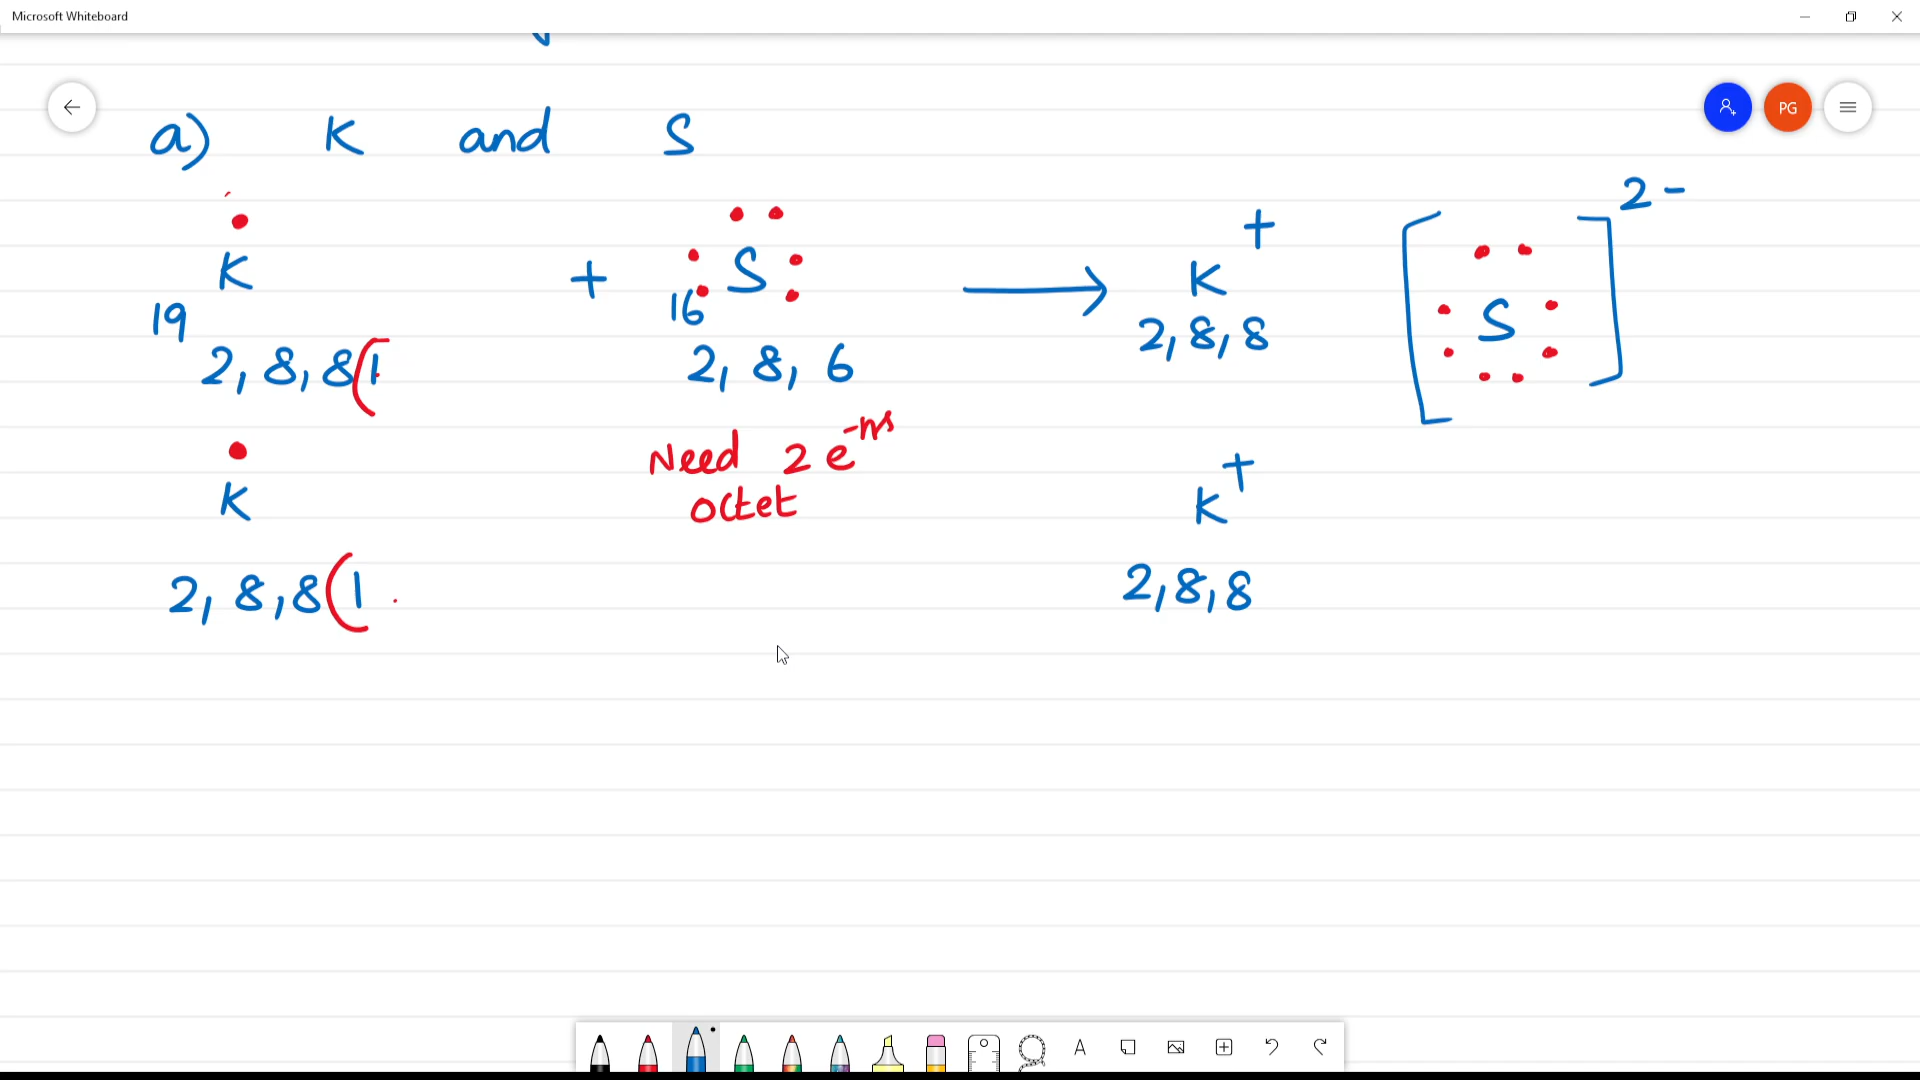 Microsoft Whiteboard
PG
a) K and S
K + S → K⁺ [S]²⁻
19 16
2, 8, 8(1 2, 8, 6 2, 8, 8
Need 2 e⁻ⁿˢ
octet
K K⁺
2, 8, 8(1 2, 8, 8
A